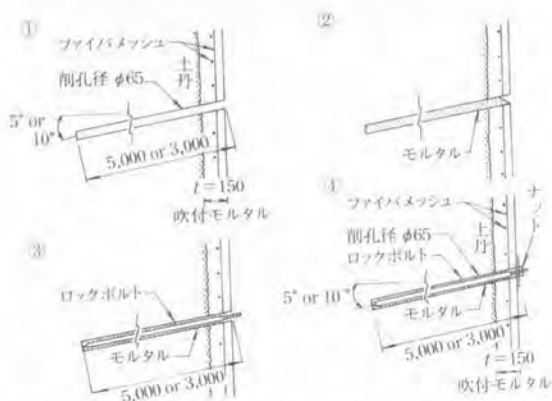 ①
ファイバメッシュ
土丹
削孔径 φ65
5° or
10°
5,000 or 3,000
t=150
吹付モルタル
②
モルタル
③
ロックボルト
モルタル
5,000 or 3,000
④
ナット
ファイバメッシュ
土丹
削孔径 φ65
ロックボルト
5° or 10°
モルタル
5,000 or 3,000
t=150
吹付モルタル